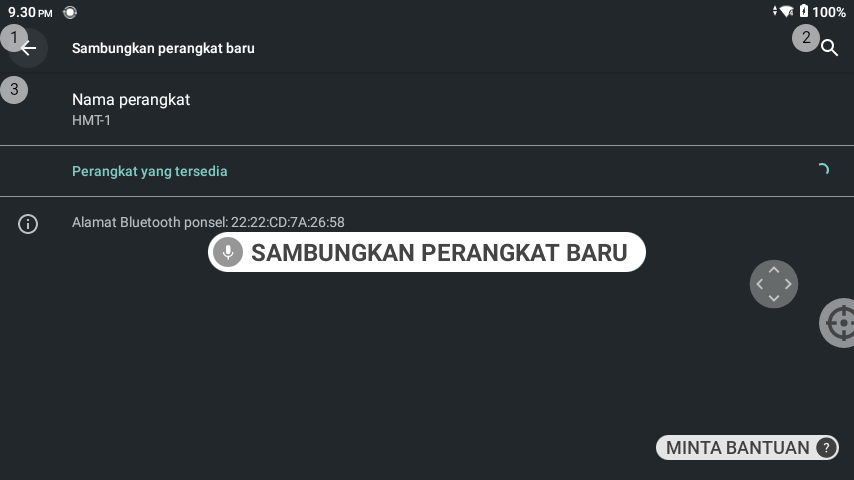 9.30 PM
100%
1
Sambungkan perangkat baru
2
3
Nama perangkat
HMT-1
Perangkat yang tersedia
Alamat Bluetooth ponsel: 22:22:CD:7A:26:58
SAMBUNGKAN PERANGKAT BARU
MINTA BANTUAN ?